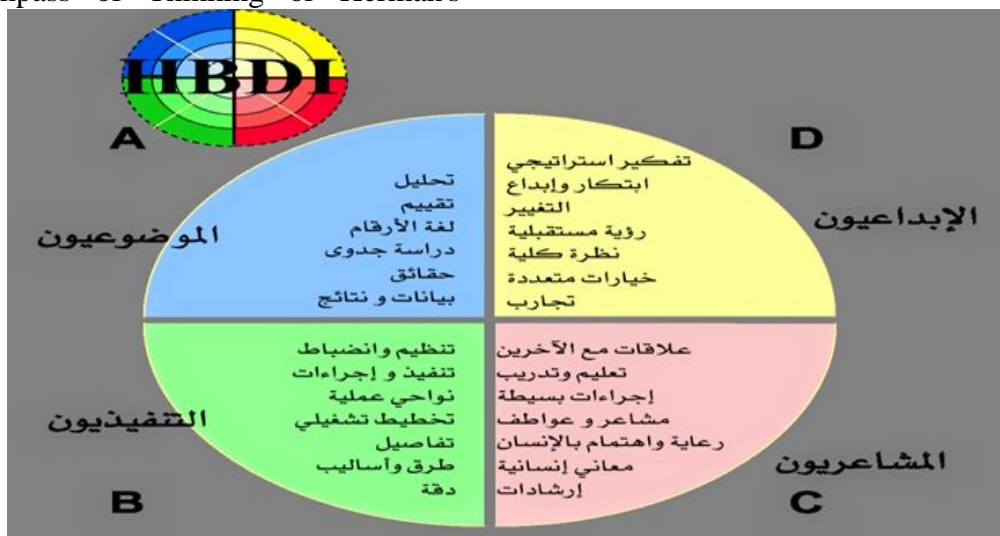 mpass of Thinking of Herman's
HBDI
A
الموضوعيون
تحليل
تقييم
لغة الأرقام
دراسة جدوى
حقائق
بيانات و نتائج
D
الإبداعيون
تفكير استراتيجي
ابتكار وإبداع
التغيير
رؤية مستقبلية
نظرة كلية
خيارات متعددة
تجارب
التنفيذيون
B
تنظيم وانضباط
تنفيذ و إجراءات
نواحي عملية
تخطيط تشغيلي
تفاصيل
طرق وأساليب
دقة
علاقات مع الآخرين
تعليم وتدريب
إجراءات بسيطة
مشاعر و عواطف
رعاية واهتمام بالإنسان
معاني إنسانية
إرشادات
المشاعريون
C